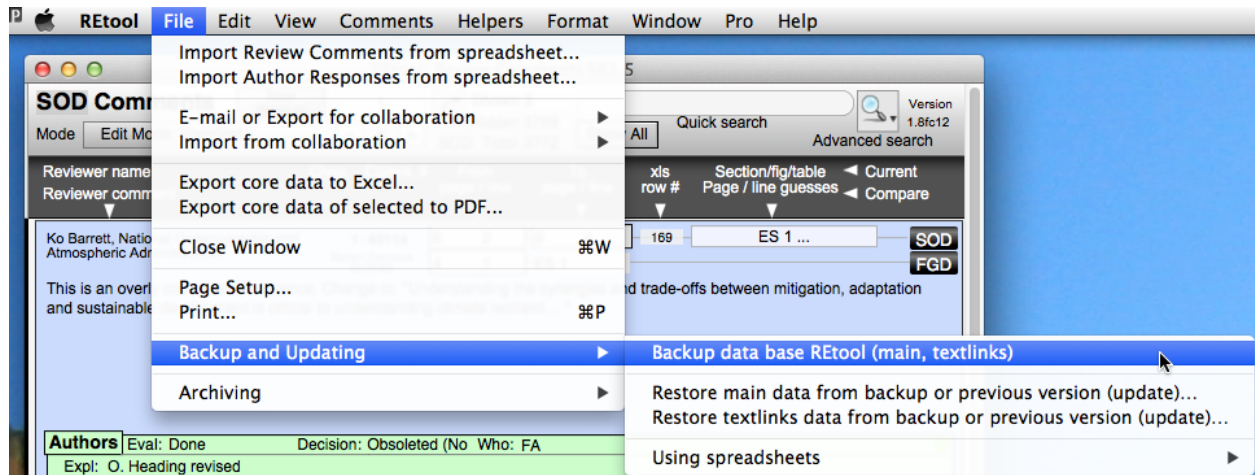 REtool File Edit View Comments Helpers Format Window Pro Help
Import Review Comments from spreadsheet...
Import Author Responses from spreadsheet...
SOD Comm
E-mail or Export for collaboration
Import from collaboration
Quick search
Version
1.8fc12
Mode Edit Mo
All
Advanced search
Reviewer name
Reviewer comm
Export core data to Excel...
Export core data of selected to PDF...
xls
row #
Section/fig/table
Page / line guesses
Current
Compare
Ko Barrett, Natio
Atmospheric Adr
Close Window ⌘W
169 ES 1 ... SOD
FGD
This is an overl
and sustainable
Page Setup...
Print... ⌘P
nd trade-offs between mitigation, adaptation
Backup and Updating
Archiving
Backup data base REtool (main, textlinks)
Restore main data from backup or previous version (update)...
Restore textlinks data from backup or previous version (update)...
Using spreadsheets
Authors Eval: Done Decision: Obsoleted (No Who: FA
Expl: O. Heading revised